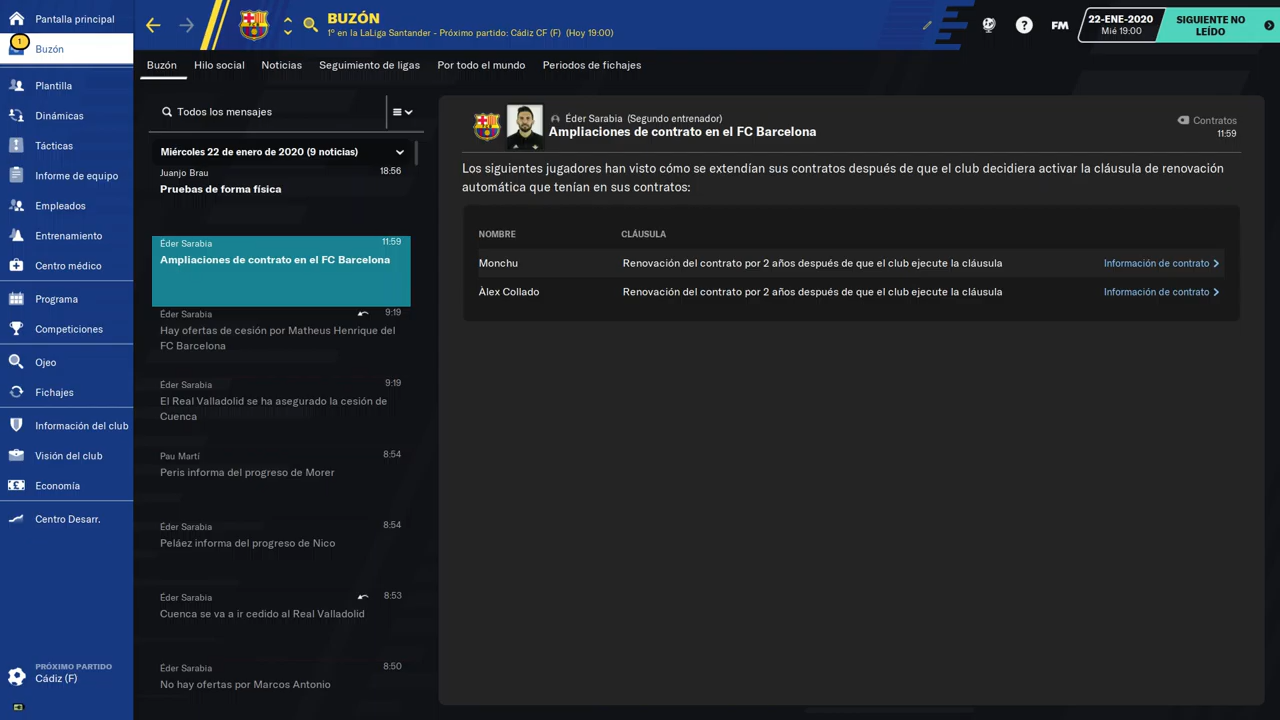 Pantalla principal
1
Buzón
Plantilla
Dinámicas
Tácticas
Informe de equipo
Empleados
Entrenamiento
Centro médico
Programa
Competiciones
Ojeo
Fichajes
Información del club
Visión del club
Economía
Centro Desarr.
PRÓXIMO PARTIDO
Cádiz (F)
BUZÓN
1º en la LaLiga Santander - Próximo partido: Cádiz CF (F) (Hoy 19:00)
?
FM
22-ENE-2020
Mié 19:00
SIGUIENTE NO
LEÍDO
Buzón Hilo social Noticias Seguimiento de ligas Por todo el mundo Periodos de fichajes
Todos los mensajes
Miércoles 22 de enero de 2020 (9 noticias)
Juanjo Brau 18:56
Pruebas de forma física
Éder Sarabia 11:59
Ampliaciones de contrato en el FC Barcelona
Éder Sarabia 9:19
Hay ofertas de cesión por Matheus Henrique del
FC Barcelona
Éder Sarabia 9:19
El Real Valladolid se ha asegurado la cesión de
Cuenca
Pau Martí 8:54
Peris informa del progreso de Morer
Éder Sarabia 8:54
Peláez informa del progreso de Nico
Éder Sarabia 8:53
Cuenca se va a ir cedido al Real Valladolid
Éder Sarabia 8:50
No hay ofertas por Marcos Antonio
Éder Sarabia (Segundo entrenador)
Ampliaciones de contrato en el FC Barcelona
Contratos
11:59
Los siguientes jugadores han visto cómo se extendían sus contratos después de que el club decidiera activar la cláusula de renovación
automática que tenían en sus contratos:
NOMBRE CLÁUSULA
Monchu Renovación del contrato por 2 años después de que el club ejecute la cláusula Información de contrato
Àlex Collado Renovación del contrato por 2 años después de que el club ejecute la cláusula Información de contrato